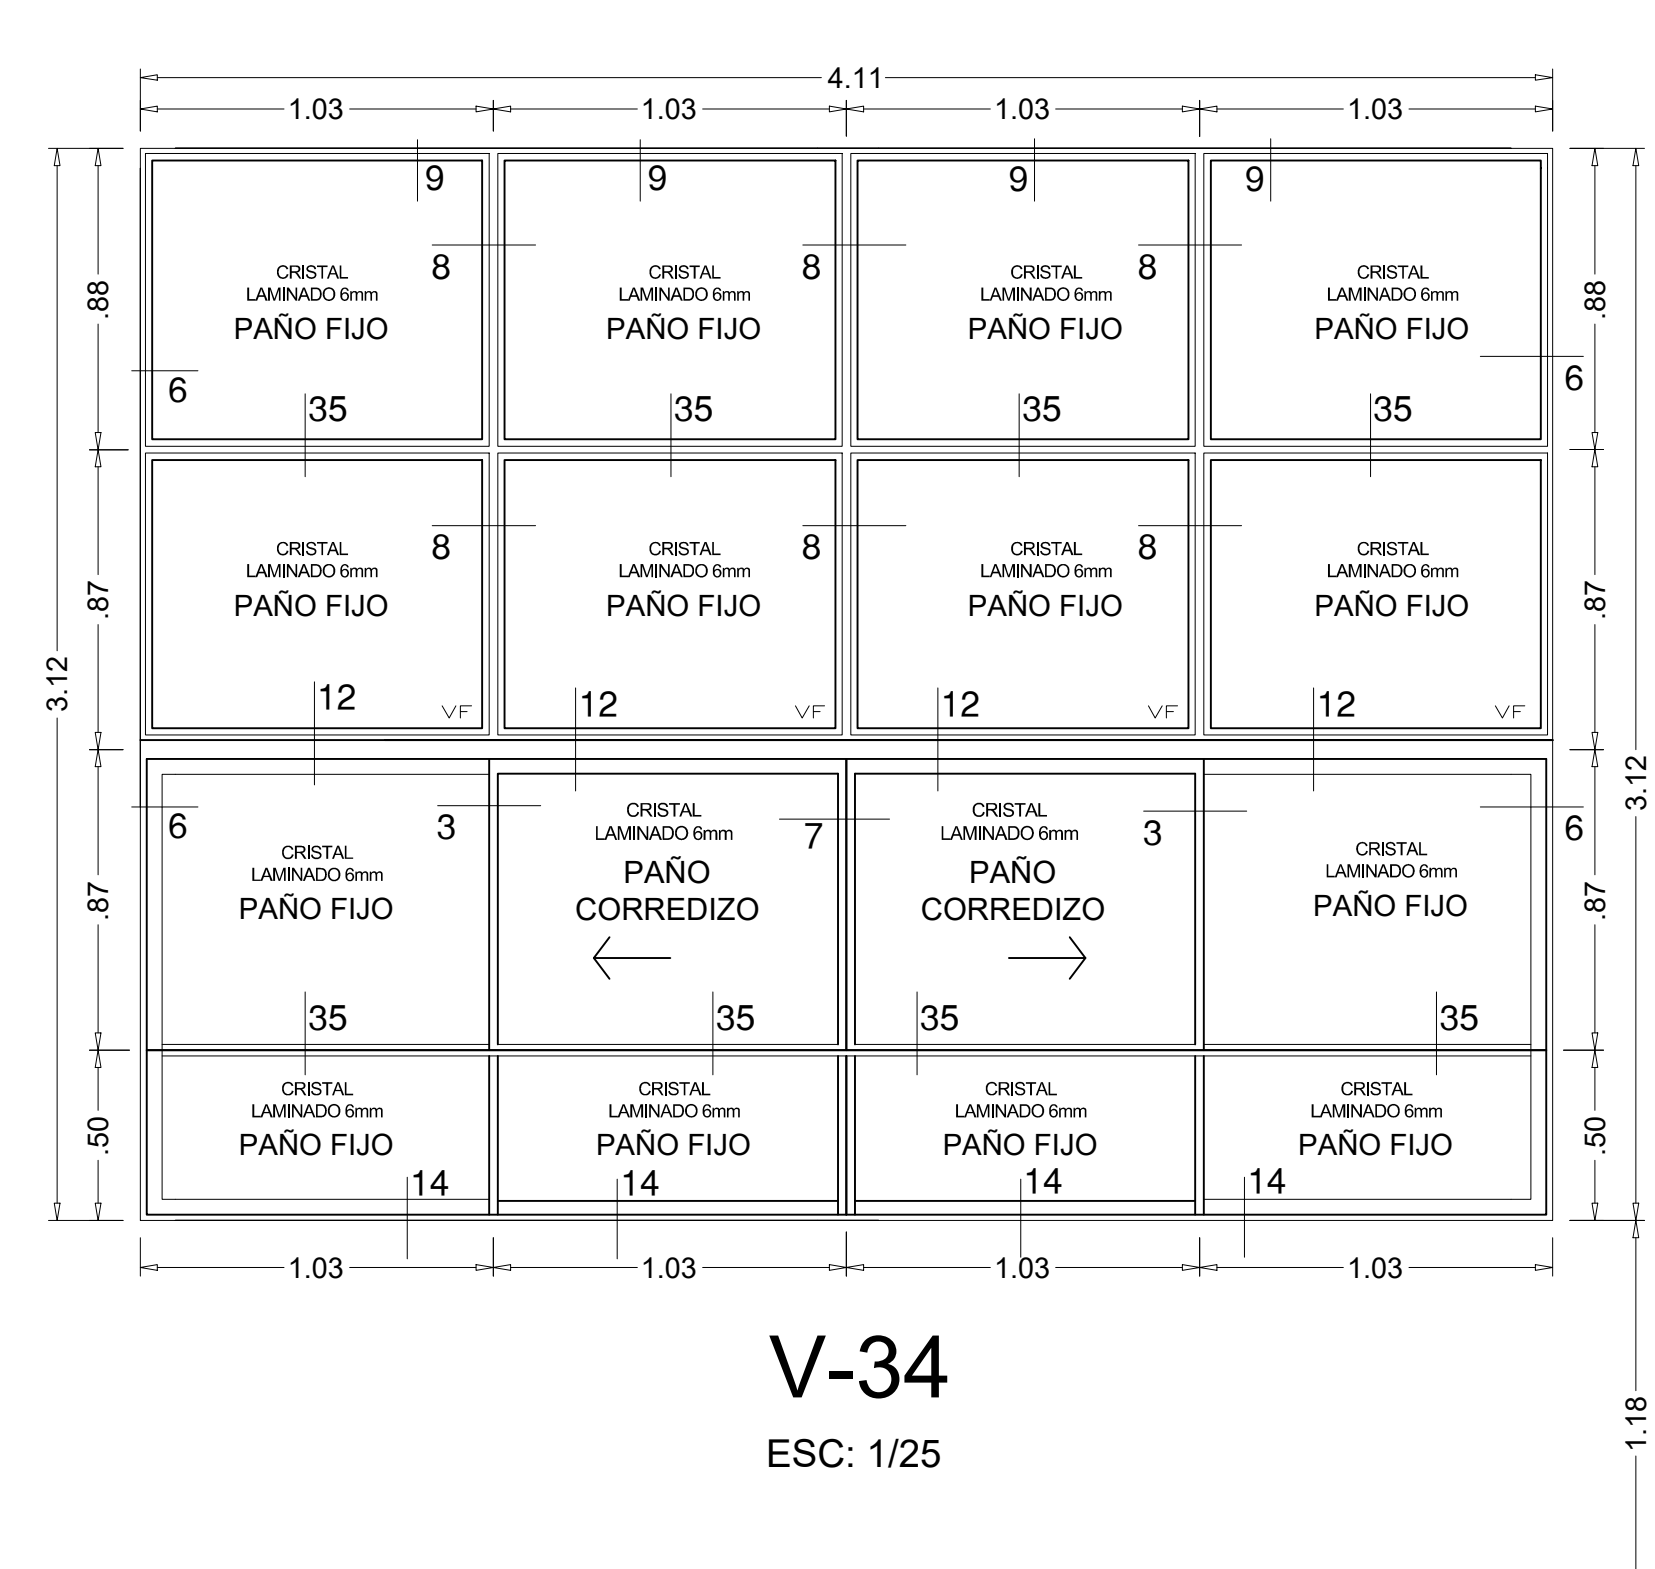 4.11
1.03 1.03 1.03 1.03
9 9 9 9
8 8 8
CRISTAL CRISTAL CRISTAL CRISTAL
LAMINADO 6mm LAMINADO 6mm LAMINADO 6mm LAMINADO 6mm
.88 .88
PAÑO FIJO PAÑO FIJO PAÑO FIJO PAÑO FIJO
6 6
35 35 35 35
8 8 8
CRISTAL CRISTAL CRISTAL CRISTAL
LAMINADO 6mm LAMINADO 6mm LAMINADO 6mm LAMINADO 6mm
.87 .87
PAÑO FIJO PAÑO FIJO PAÑO FIJO PAÑO FIJO
3.12
12 12 12 12
VF VF VF VF
3.12
CRISTAL CRISTAL
6 3 LAMINADO 6mm 7 LAMINADO 6mm 3 6
CRISTAL CRISTAL
LAMINADO 6mm PAÑO PAÑO LAMINADO 6mm
.87 PAÑO FIJO CORREDIZO CORREDIZO PAÑO FIJO .87
35 35 35 35
CRISTAL CRISTAL CRISTAL CRISTAL
LAMINADO 6mm LAMINADO 6mm LAMINADO 6mm LAMINADO 6mm
.50 .50
PAÑO FIJO PAÑO FIJO PAÑO FIJO PAÑO FIJO
14 14 14 14
1.03 1.03 1.03 1.03
V-34
1.18
ESC: 1/25